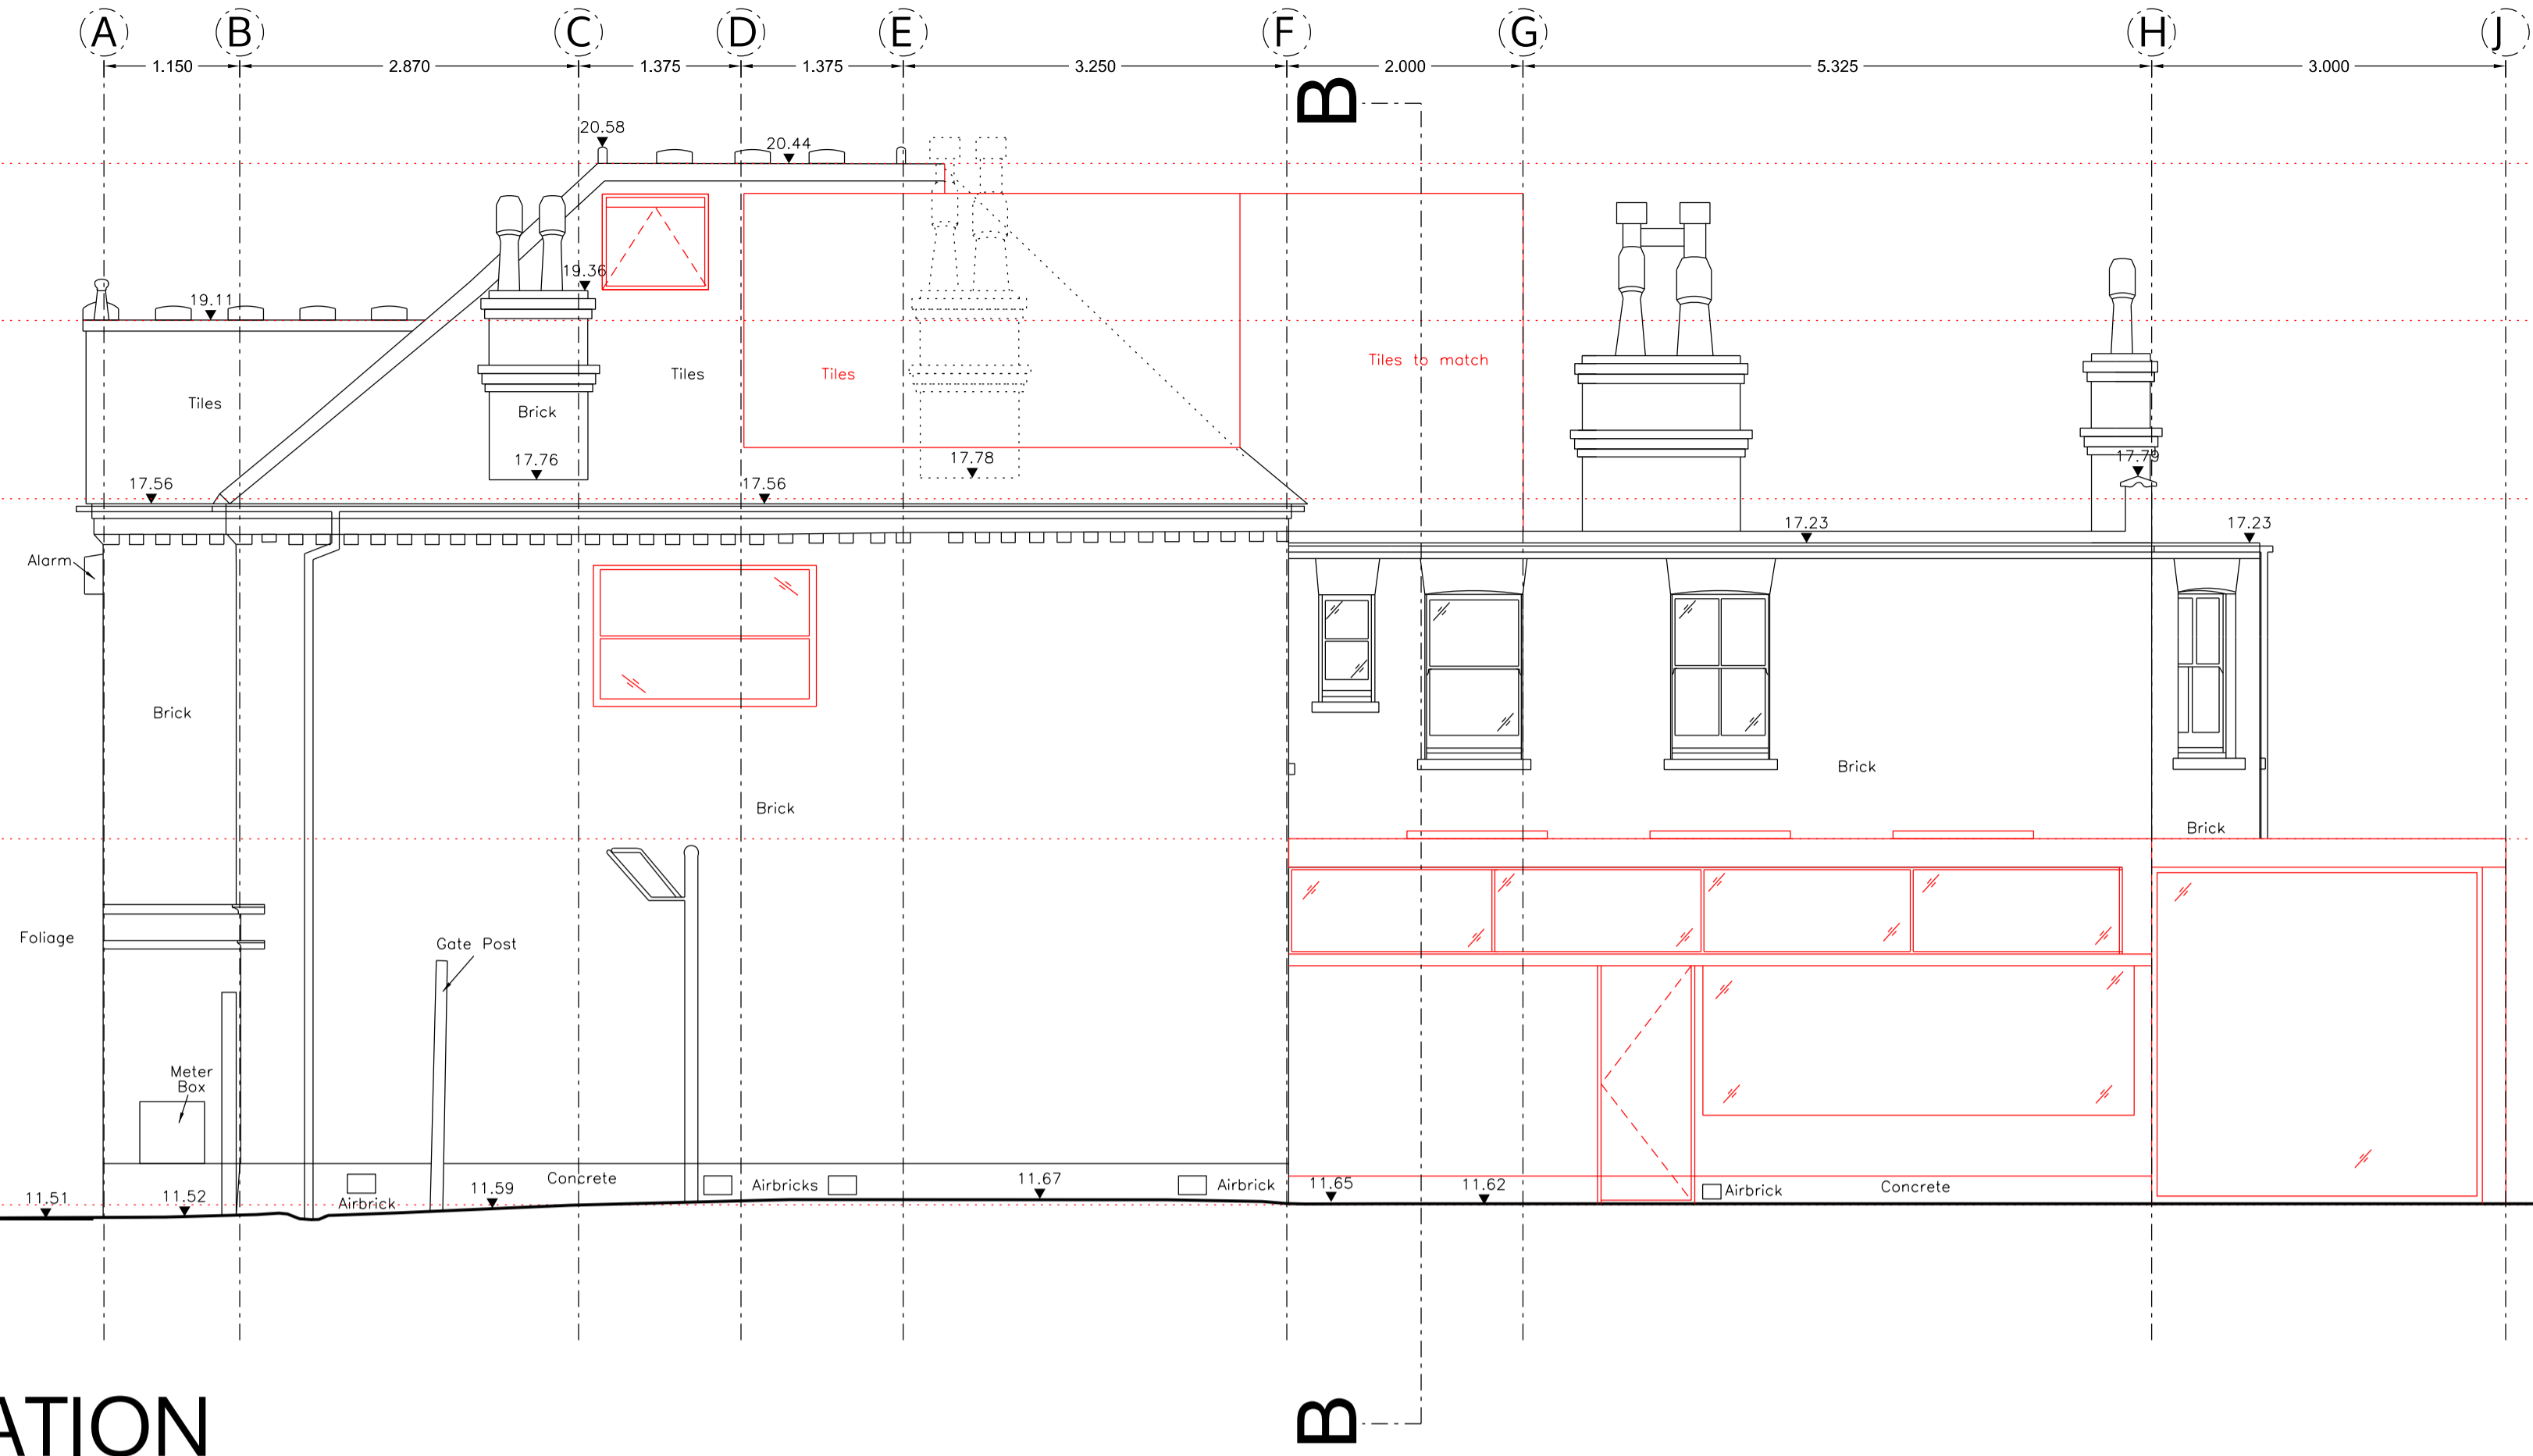 A B C D E F G H J
1.150 2.870 1.375 1.375 3.250 2.000 5.325 3.000
B
20.58
20.44
19.36
19.11
Tiles to match
Tiles Tiles
Tiles
Brick
17.76 17.78 17.79
17.56 17.56
17.23 17.23
Alarm
Brick
Brick
Brick
Brick
Foliage
Gate Post
Meter
Box
Concrete
Airbrick
Airbricks
Airbrick
Airbrick
Concrete
11.51 11.52 11.59 11.67 11.65 11.62
B
ATION